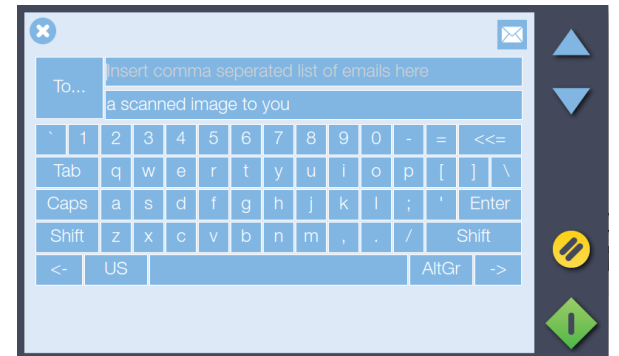 Insert comma seperated list of emails here
To...
a scanned image to you
` 1 2 3 4 5 6 7 8 9 0 - = <<=
Tab q w e r t y u i o p [ ] \
Caps a s d f g h j k l ; ' Enter
Shift z x c v b n m , . / Shift
<- US AltGr ->